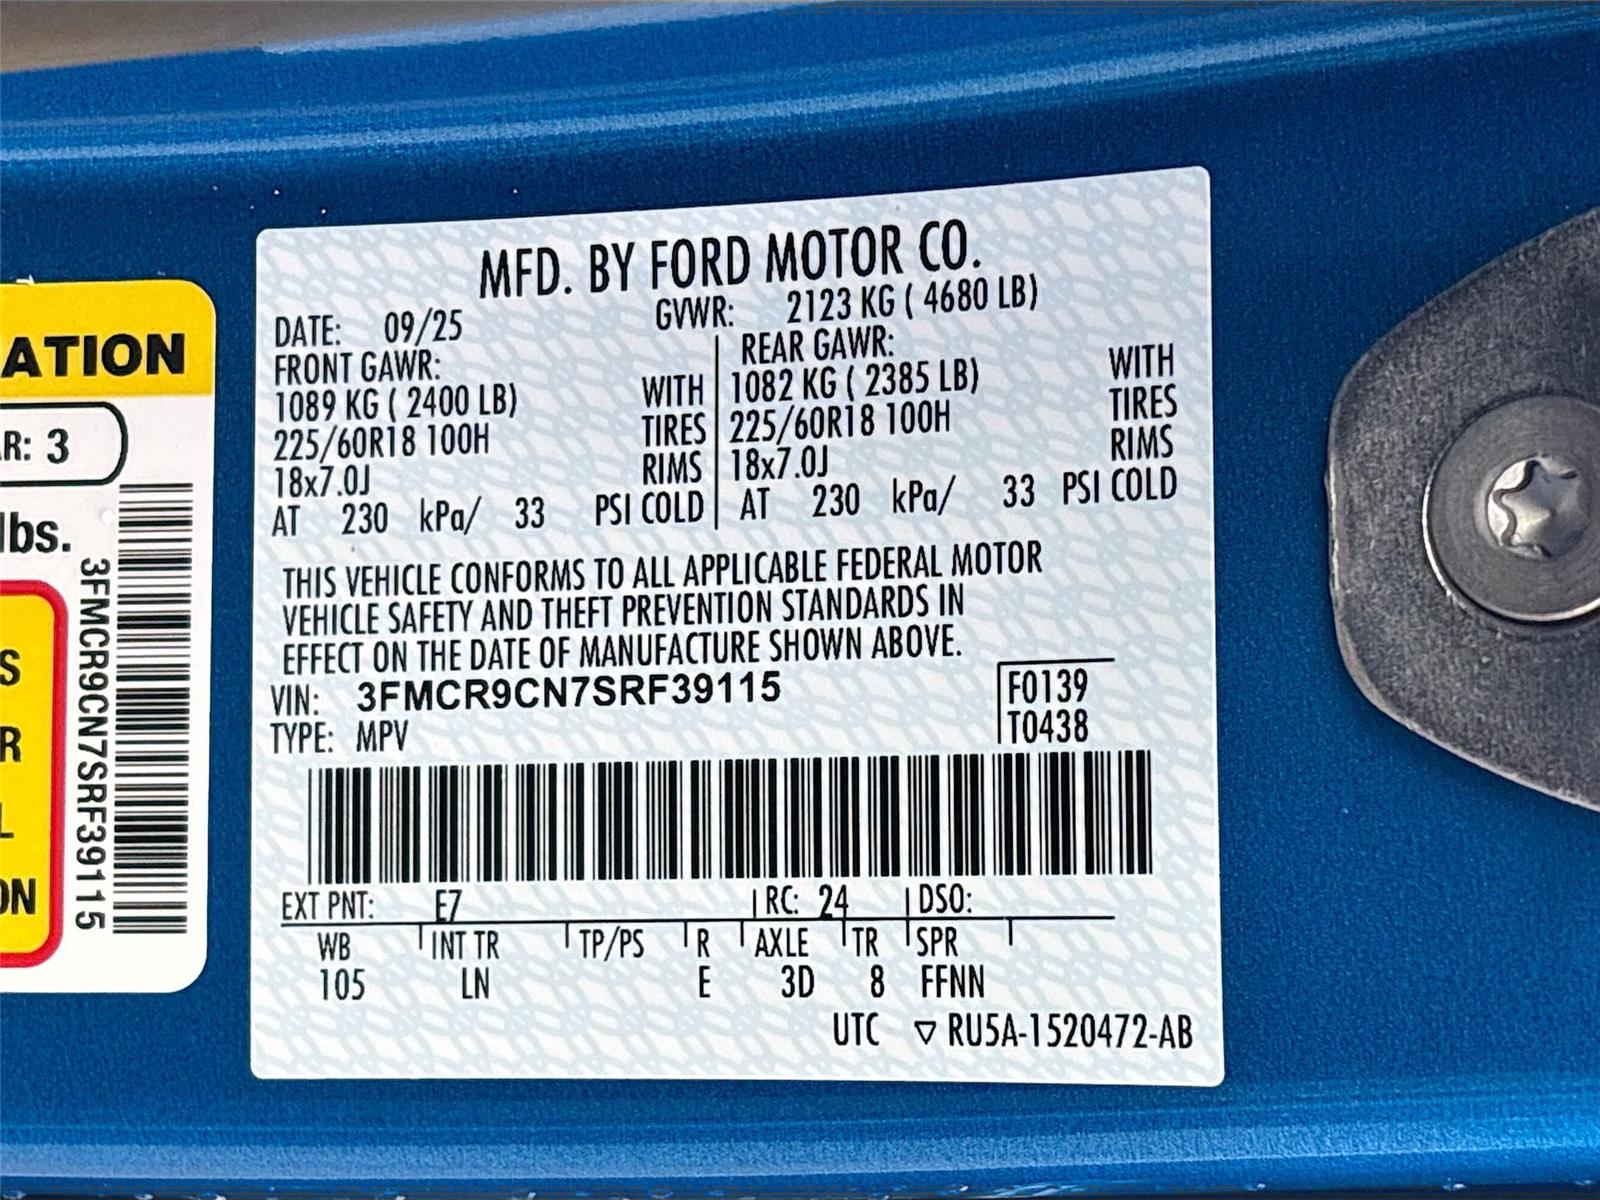 ATION
R: 3
lbs.
S
R
L
ON
3FMCR9CN7SRF39115
MFD. BY FORD MOTOR CO.
DATE: 09/25 GVWR: 2123 KG ( 4680 LB)
FRONT GAWR: REAR GAWR:
1089 KG ( 2400 LB) WITH 1082 KG ( 2385 LB) WITH
225/60R18 100H TIRES 225/60R18 100H TIRES
18x7.0J RIMS 18x7.0J RIMS
AT 230 kPa/ 33 PSI COLD AT 230 kPa/ 33 PSI COLD
THIS VEHICLE CONFORMS TO ALL APPLICABLE FEDERAL MOTOR
VEHICLE SAFETY AND THEFT PREVENTION STANDARDS IN
EFFECT ON THE DATE OF MANUFACTURE SHOWN ABOVE.
VIN: 3FMCR9CN7SRF39115 F0139
TYPE: MPV T0438
EXT PNT: E7 RC: 24 DSO:
WB INT TR TP/PS R AXLE TR SPR
105 LN E 3D 8 FFNN
UTC ▽ RU5A-1520472-AB